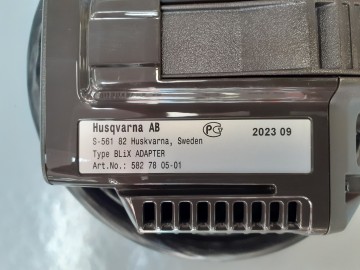 Husqvarna AB
S-561 82 Huskvarna, Sweden
Type BLiX ADAPTER
Art.No.: 582 78 05-01
2023 09